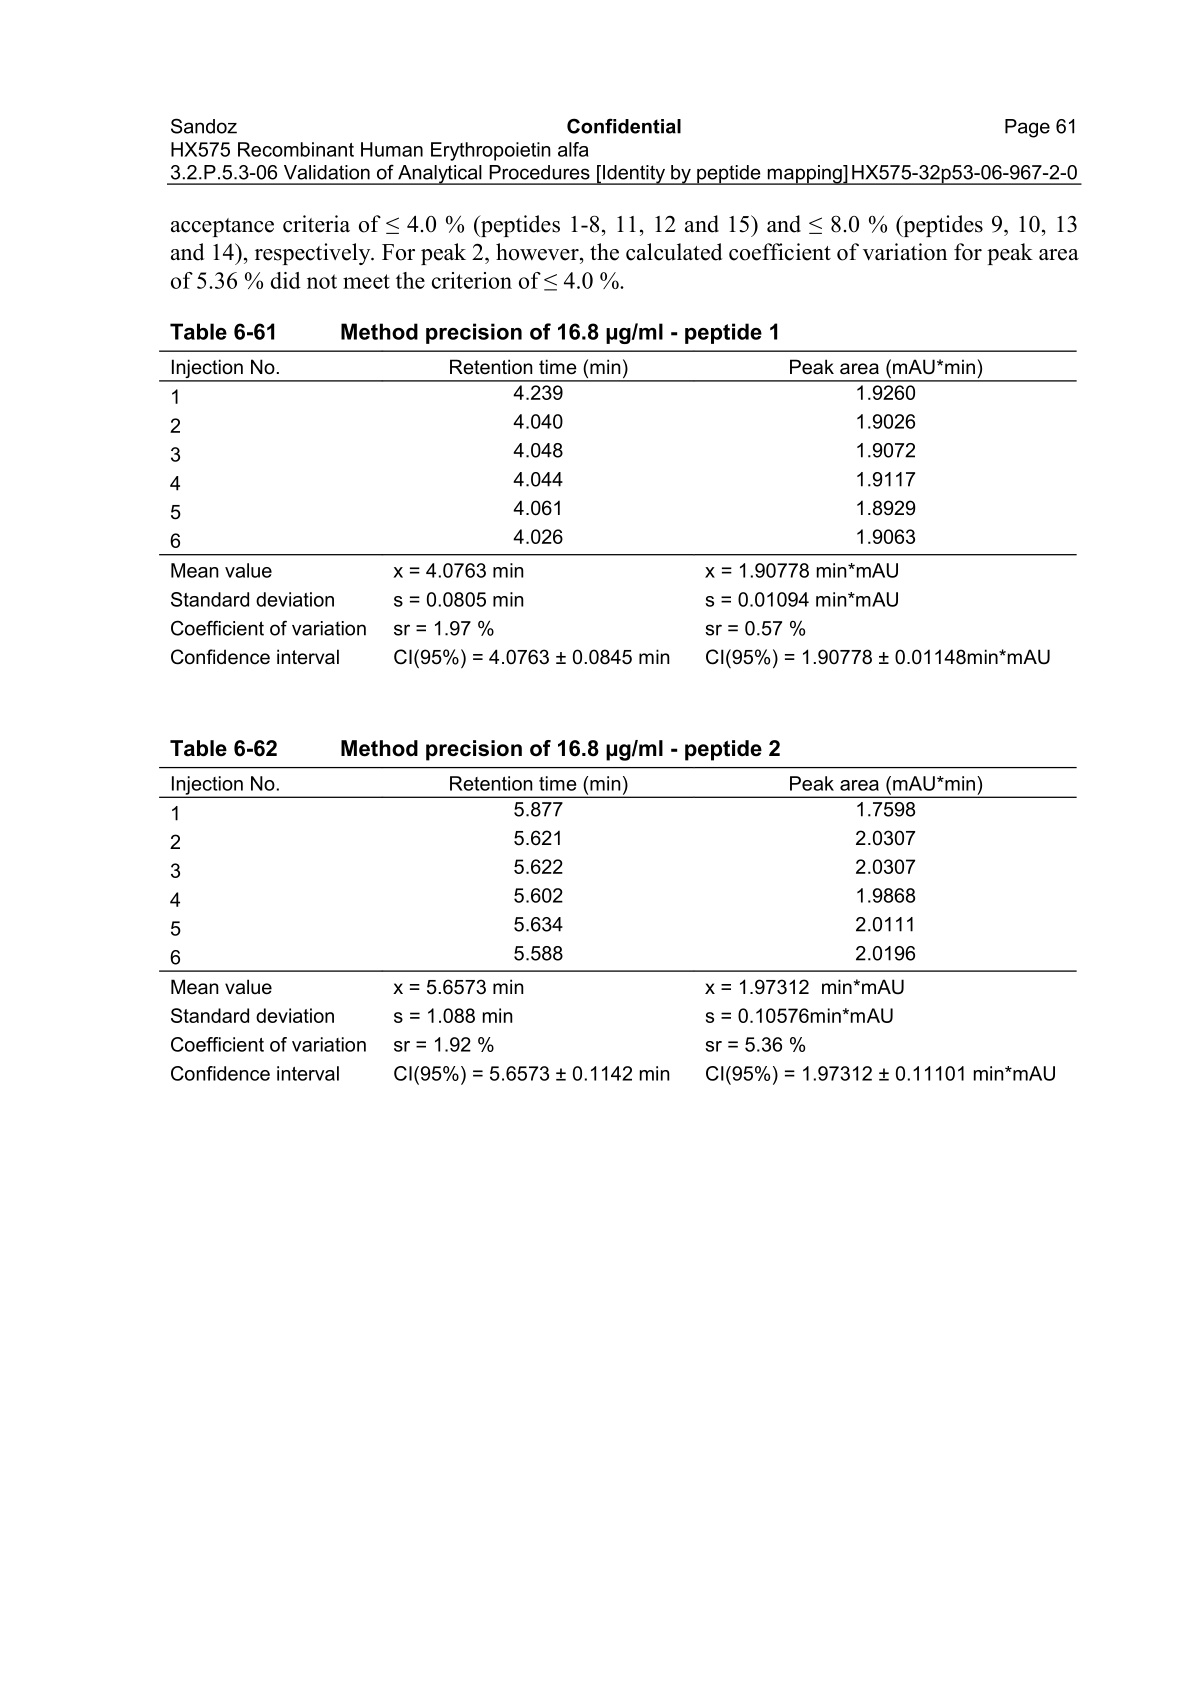 Sandoz Confidential Page 61
HX575 Recombinant Human Erythropoietin alfa
3.2.P.5.3-06 Validation of Analytical Procedures [Identity by peptide mapping] HX575-32p53-06-967-2-0
acceptance criteria of ≤ 4.0 % (peptides 1-8, 11, 12 and 15) and ≤ 8.0 % (peptides 9, 10, 13
and 14), respectively. For peak 2, however, the calculated coefficient of variation for peak area
of 5.36 % did not meet the criterion of ≤ 4.0 %.
Table 6-61 Method precision of 16.8 µg/ml - peptide 1
Injection No. Retention time (min) Peak area (mAU*min)
1 4.239 1.9260
2 4.040 1.9026
3 4.048 1.9072
4 4.044 1.9117
5 4.061 1.8929
6 4.026 1.9063
Mean value x = 4.0763 min x = 1.90778 min*mAU
Standard deviation s = 0.0805 min s = 0.01094 min*mAU
Coefficient of variation sr = 1.97 % sr = 0.57 %
Confidence interval CI(95%) = 4.0763 ± 0.0845 min CI(95%) = 1.90778 ± 0.01148min*mAU
Table 6-62 Method precision of 16.8 µg/ml - peptide 2
Injection No. Retention time (min) Peak area (mAU*min)
1 5.877 1.7598
2 5.621 2.0307
3 5.622 2.0307
4 5.602 1.9868
5 5.634 2.0111
6 5.588 2.0196
Mean value x = 5.6573 min x = 1.97312 min*mAU
Standard deviation s = 1.088 min s = 0.10576min*mAU
Coefficient of variation sr = 1.92 % sr = 5.36 %
Confidence interval CI(95%) = 5.6573 ± 0.1142 min CI(95%) = 1.97312 ± 0.11101 min*mAU